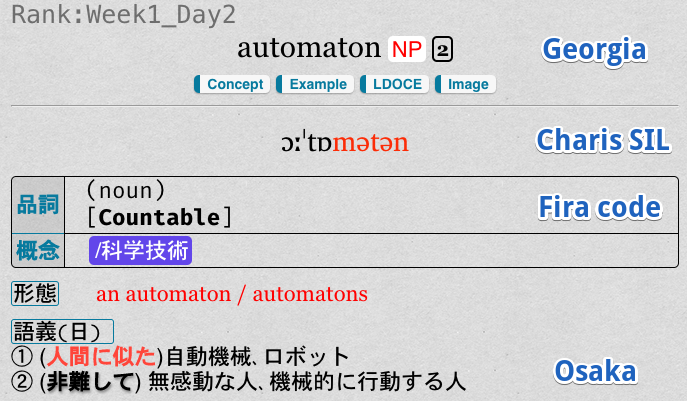 Rank:Week1_Day2
automaton NP 2 Georgia
Concept Example LDOCE Image
ɔːˈtɒmətən Charis SIL
品詞 (noun)
[Countable] Fira code
概念 /科学技術
形態 an automaton / automatons
語義(日)
① (人間に似た)自動機械、ロボット
② (非難して) 無感動な人、機械的に行動する人 Osaka